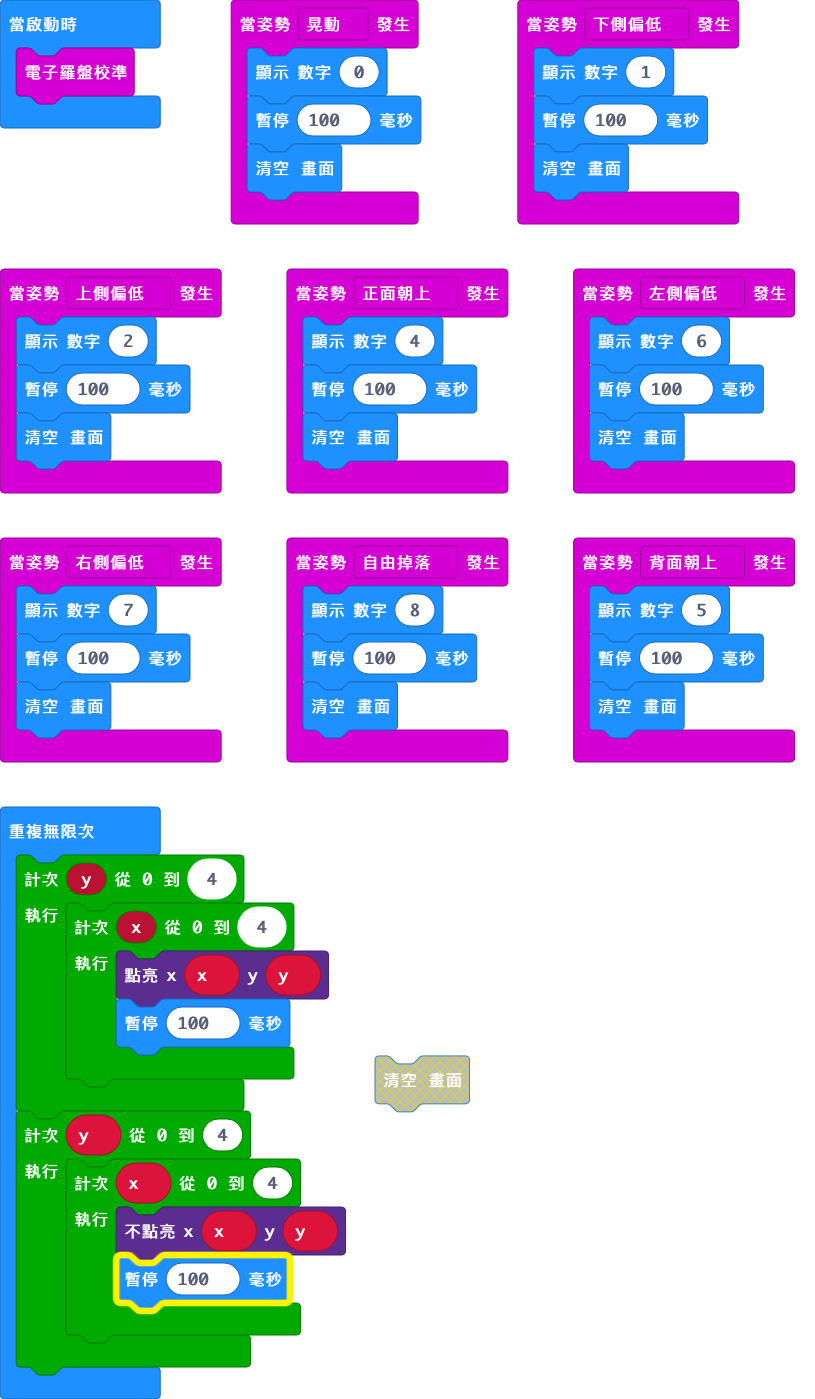 當啟動時
電子羅盤校準
當姿勢 晃動 發生
顯示 數字 0
暫停 100 毫秒
清空 畫面
當姿勢 下側偏低 發生
顯示 數字 1
暫停 100 毫秒
清空 畫面
當姿勢 上側偏低 發生
顯示 數字 2
暫停 100 毫秒
清空 畫面
當姿勢 正面朝上 發生
顯示 數字 4
暫停 100 毫秒
清空 畫面
當姿勢 左側偏低 發生
顯示 數字 6
暫停 100 毫秒
清空 畫面
當姿勢 右側偏低 發生
顯示 數字 7
暫停 100 毫秒
清空 畫面
當姿勢 自由掉落 發生
顯示 數字 8
暫停 100 毫秒
清空 畫面
當姿勢 背面朝上 發生
顯示 數字 5
暫停 100 毫秒
清空 畫面
重複無限次
計次 y 從 0 到 4
執行
計次 x 從 0 到 4
執行
點亮 x x y y
暫停 100 毫秒
清空 畫面
計次 y 從 0 到 4
執行
計次 x 從 0 到 4
執行
不點亮 x x y y
暫停 100 毫秒